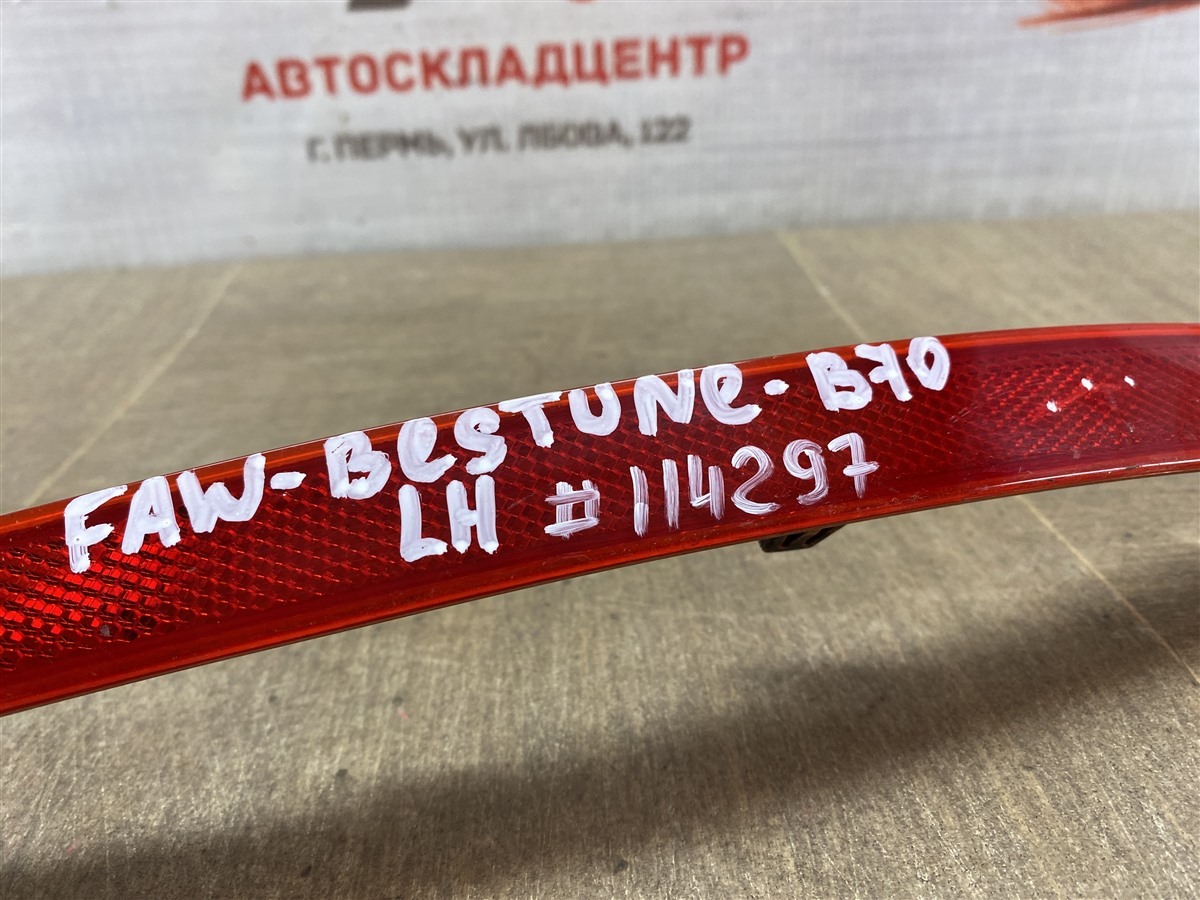 АВТОСКЛАДЦЕНТР
Г. ПЕРМЬ, УЛ. ЛБОВА, 122
FAW-BeSTUNe-B70
LH #114297